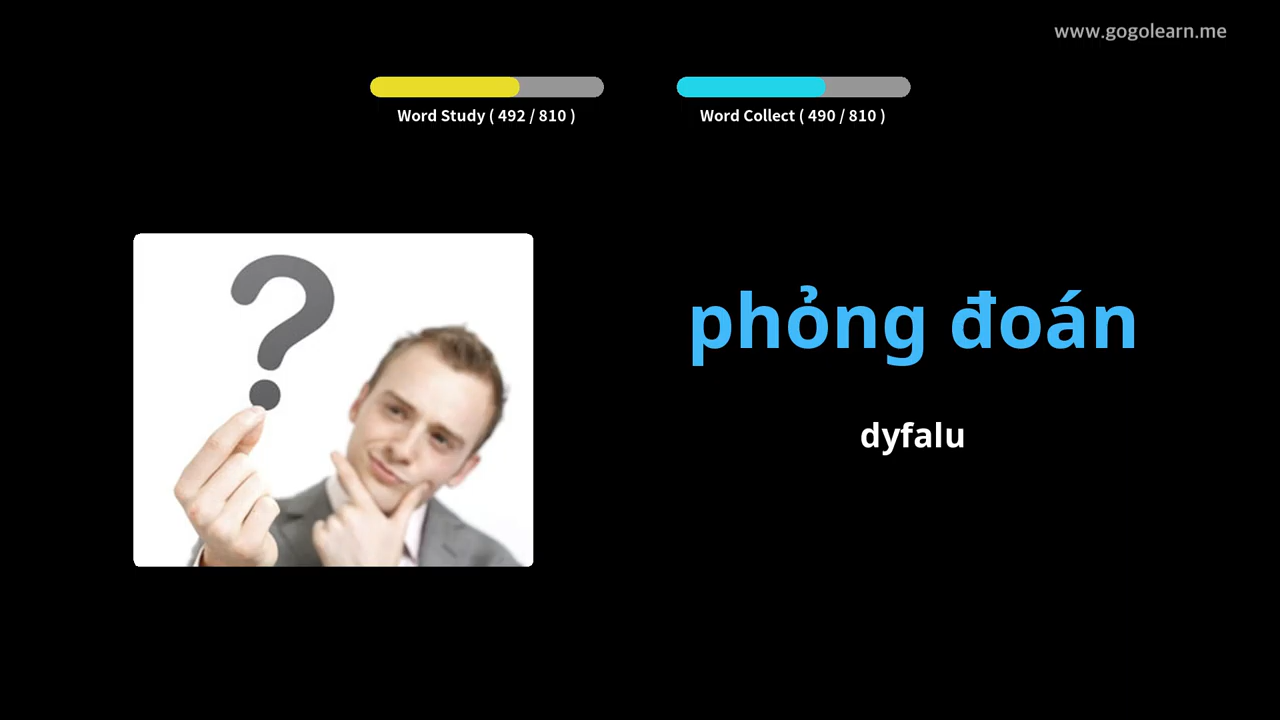 www.gogolearn.me
Word Study ( 492 / 810 )
Word Collect ( 490 / 810 )
phỏng đoán
dyfalu